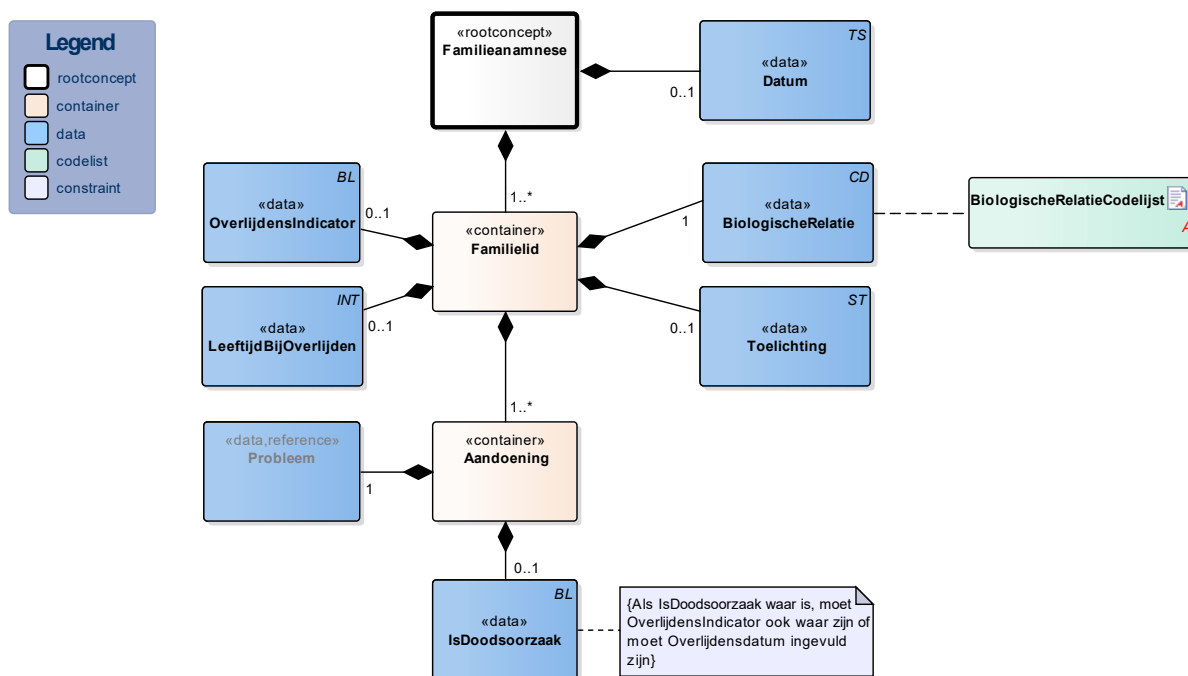 Legend
rootconcept
container
data
codelist
constraint
«rootconcept»
Familieanamnese
TS
«data»
Datum
0..1
1..*
BL
«data»
OverlijdensIndicator
0..1
«container»
Familielid
CD
«data»
BiologischeRelatie
1
BiologischeRelatieCodelijst
INT
«data»
LeeftijdBijOverlijden
0..1
ST
«data»
Toelichting
0..1
1..*
«data,reference»
Probleem
1
«container»
Aandoening
0..1
BL
«data»
IsDoodsoorzaak
{Als IsDoodsoorzaak waar is, moet
OverlijdensIndicator ook waar zijn of
moet Overlijdensdatum ingevuld
zijn}